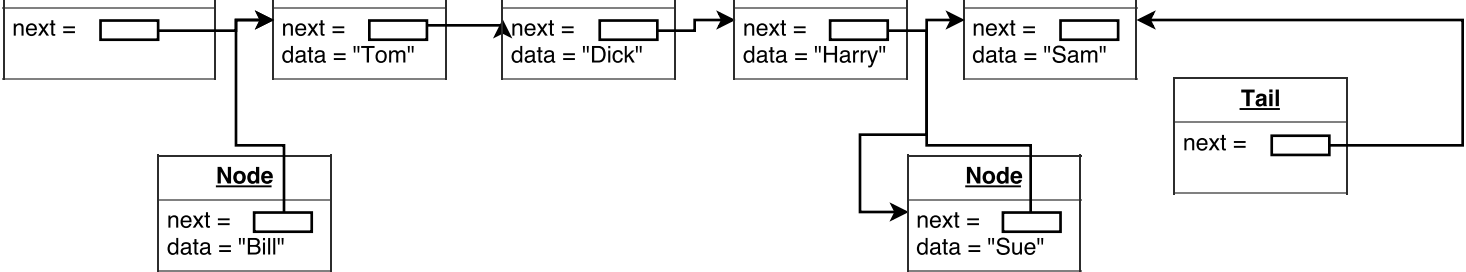 next =
next =
data = "Tom"
next =
data = "Dick"
next =
data = "Harry"
next =
data = "Sam"
Tail
next =
Node
next =
data = "Bill"
Node
next =
data = "Sue"